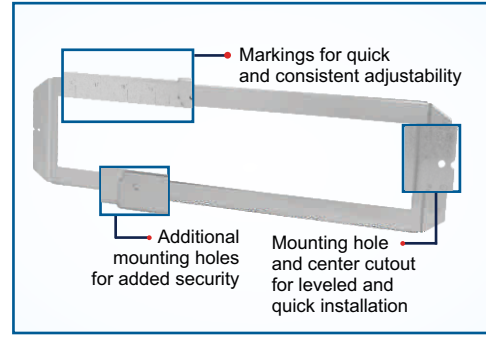 Markings for quick
and consistent adjustability
Additional
mounting holes
for added security
Mounting hole
and center cutout
for leveled and
quick installation